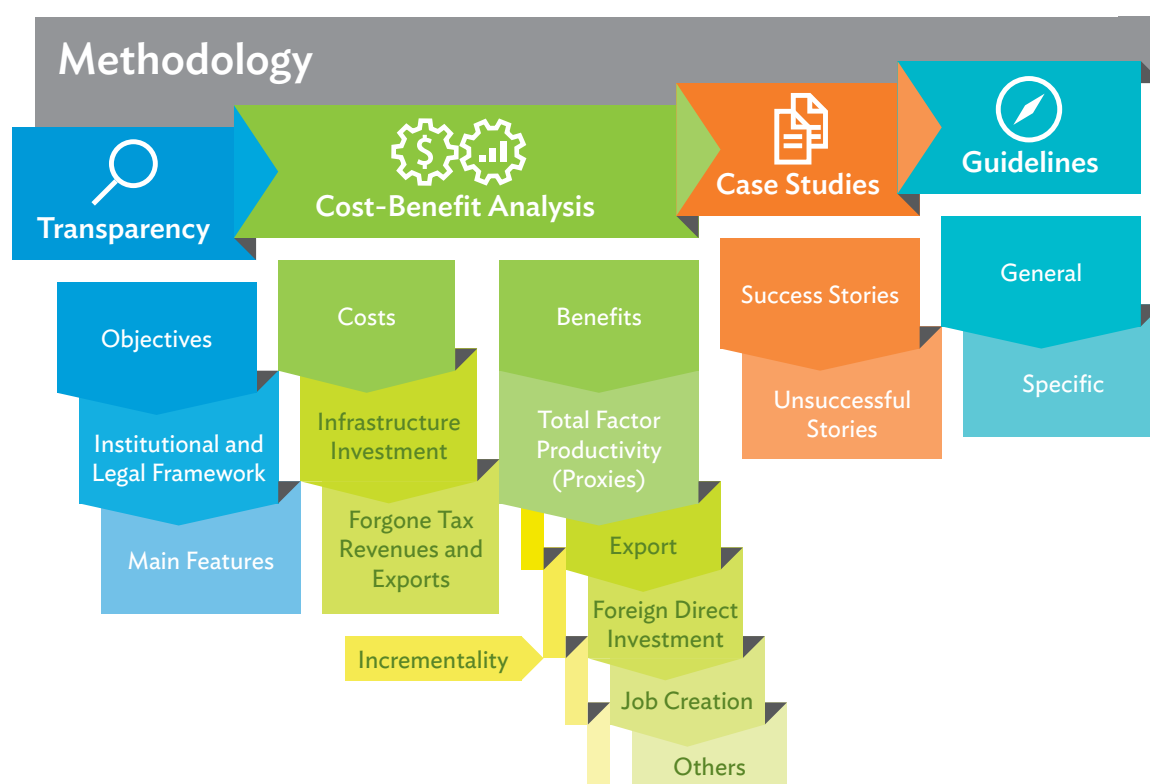 Methodology
Transparency
Cost-Benefit Analysis
Case Studies
Guidelines
Objectives
Institutional and
Legal Framework
Main Features
Costs
Infrastructure
Investment
Forgone Tax
Revenues and
Exports
Benefits
Total Factor
Productivity
(Proxies)
Export
Foreign Direct
Investment
Job Creation
Others
Incrementality
Success Stories
Unsuccessful
Stories
General
Specific
$